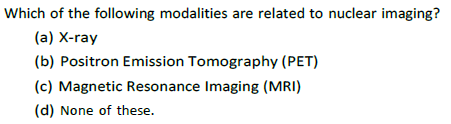 Which of the following modalities are related to nuclear imaging?
(a) X-ray
(b) Positron Emission Tomography (PET)
(c) Magnetic Resonance Imaging (MRI)
(d) None of these.